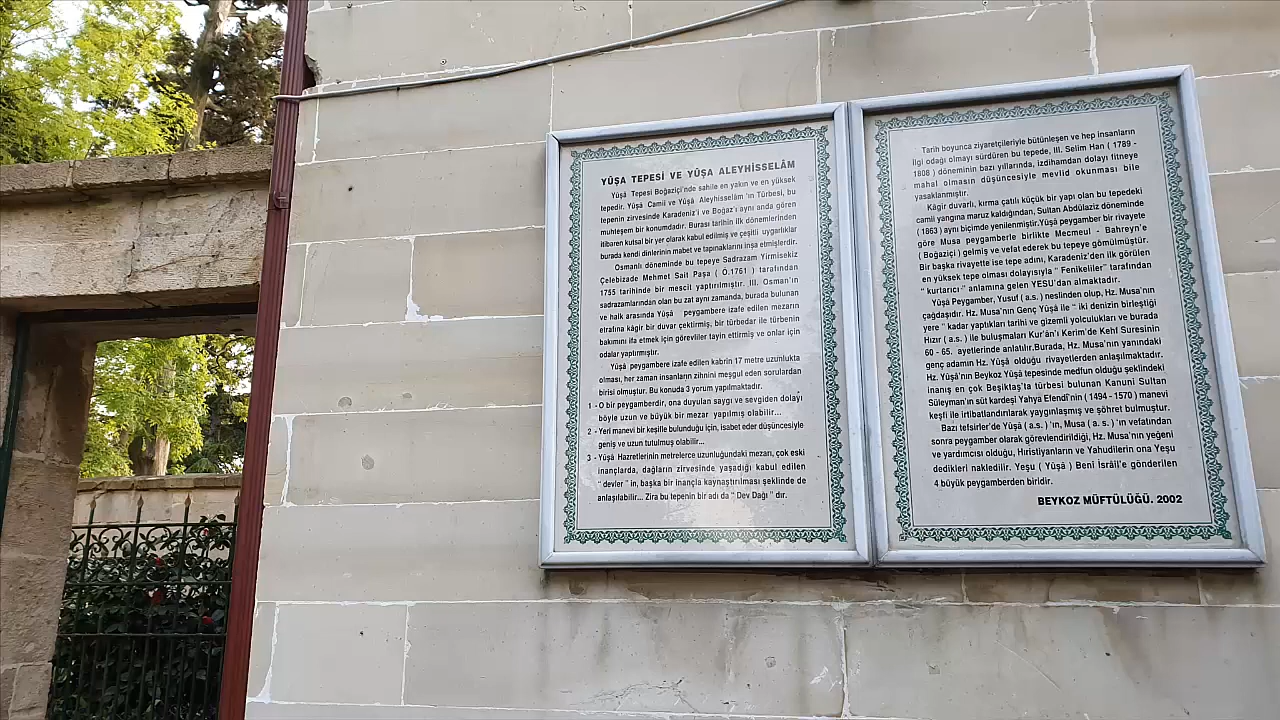 YÛŞA TEPESİ VE YÛŞA ALEYHİSSELÂM
Yûşâ Tepesi Boğaziçi'nde sahile en yakın ve en yüksek
tepedir. Yûşâ Camii ve Yûşâ Aleyhisselâm 'ın Türbesi, bu
tepenin zirvesinde Karadeniz'i ve Boğaz'ı aynı anda gören
muhteşem bir konumdadır. Burası tarihin ilk dönemlerinden
itibaren kutsal bir yer olarak kabul edilmiş ve çeşitli uygarlıklar
burada kendi dinlerinin mabet ve tapınaklarını inşa etmişlerdir.
Osmanlı döneminde bu tepeye Sadrazam Yirmisekiz
Çelebizade Mehmet Sait Paşa ( Ö.1761 ) tarafından
1755 tarihinde bir mescit yaptırılmıştır. III. Osman'ın
sadrazamlarından olan bu zat aynı zamanda, burada bulunan
ve halk arasında Yûşâ peygambere izafe edilen mezarın
etrafına kâgir bir duvar çektirmiş, bir türbedar ile türbenin
bakımını ifa etmek için görevliler tayin ettirmiş ve onlar için
odalar yaptırmıştır.
Yûşâ peygambere izafe edilen kabrin 17 metre uzunlukta
olması, her zaman insanların zihnini meşgul eden sorulardan
birisi olmuştur. Bu konuda 3 yorum yapılmaktadır.
1 - O bir peygamberdir, ona duyulan saygı ve sevgiden dolayı
böyle uzun ve büyük bir mezar yapılmış olabilir...
2 - Yeri manevi bir keşille bulunduğu için, isabet eder düşüncesiyle
geniş ve uzun tutulmuş olabilir...
3 - Yûşâ Hazretlerinin metrelerce uzunluğundaki mezarı, çok eski
inançlarda, dağların zirvesinde yaşadığı kabul edilen
" devler " in, başka bir inançla kaynaştırılması şeklinde de
anlaşılabilir... Zira bu tepenin bir adı da " Dev Dağı " dır.
Tarih boyunca ziyaretçileriyle bütünleşen ve hep insanların
ilgi odağı olmayı sürdüren bu tepede, III. Selim Han ( 1789 -
1808 ) döneminin bazı yıllarında, izdihamdan dolayı fitneye
mahal olmasın düşüncesiyle mevlid okunması bile
yasaklanmıştır.
Kâgir duvarlı, kırma çatılı küçük bir yapı olan bu tepedeki
camii yangına maruz kaldığından, Sultan Abdülaziz döneminde
( 1863 ) aynı biçimde yenilenmiştir.Yûşâ peygamber bir rivayete
göre Musa peygamberle birlikte Mecmeul - Bahreyn'e
( Boğaziçi ) gelmiş ve vefat ederek bu tepeye gömülmüştür.
Bir başka rivayette ise tepe adını, Karadeniz'den ilk görülen
en yüksek tepe olması dolayısıyla " Fenikeliler" tarafından
" kurtarıcı " anlamına gelen YESU'dan almaktadır.
Yûşâ Peygamber, Yusuf ( a.s. ) neslinden olup, Hz. Musa'nın
çağdaşıdır. Hz. Musa'nın Genç Yûşâ ile " iki denizin birleştiği
yere " kadar yaptıkları tarihi ve gizemli yolculukları ve burada
Hızır ( a.s. ) ile buluşmaları Kur'ân'ı Kerim'de Kehf Suresinin
60 - 65. ayetlerinde anlatılır.Burada, Hz. Musa'nın yanındaki
genç adamın Hz. Yûşâ olduğu rivayetlerden anlaşılmaktadır.
Hz. Yûşâ'nın Beykoz Yûşâ tepesinde medfun olduğu şeklindeki
inanış en çok Beşiktaş'ta türbesi bulunan Kanuni Sultan
Süleyman'ın süt kardeşi Yahya Efendi'nin ( 1494 - 1570 ) manevi
keşfi ile irtibatlandırılarak yaygınlaşmış ve şöhret bulmuştur.
Bazı tefsirler'de Yûşâ ( a.s. ) 'ın, Musa ( a. s. ) 'ın vefatından
sonra peygamber olarak görevlendirildiği, Hz. Musa'nın yeğeni
ve yardımcısı olduğu, Hıristiyanların ve Yahudilerin ona Yeşu
dedikleri nakledilir. Yeşu ( Yûşâ ) Beni İsrâil'e gönderilen
4 büyük peygamberden biridir.
BEYKOZ MÜFTÜLÜĞÜ. 2002